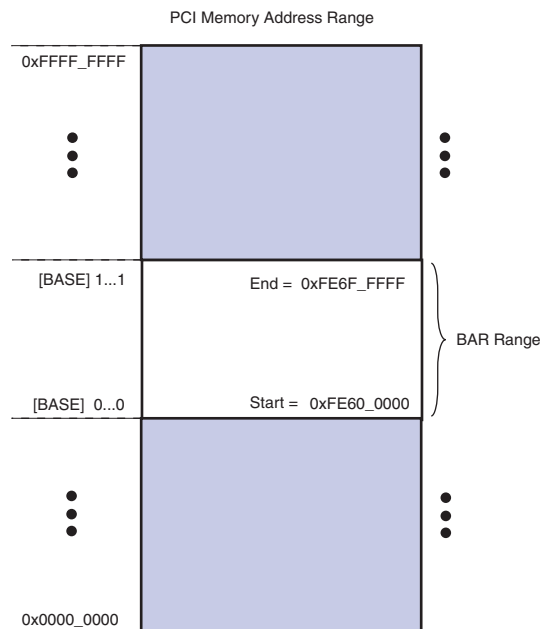 PCI Memory Address Range
0xFFFF_FFFF
[BASE] 1...1
End = 0xFE6F_FFFF
BAR Range
[BASE] 0...0
Start = 0xFE60_0000
0x0000_0000